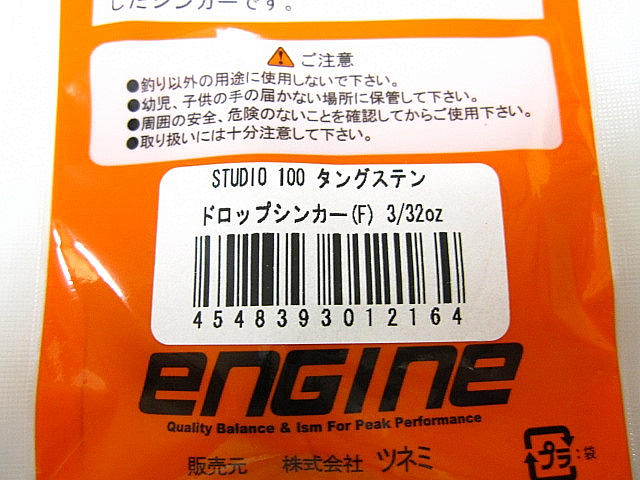 したシンカーです。
ご注意
●釣り以外の用途に使用しないで下さい。
●幼児、子供の手の届かない場所に保管して下さい。
●周囲の安全、危険のないことを確認してからご使用下さい。
●取り扱いには十分注意して下さい。
STUDIO 100 タングステン
ドロップシンカー(F) 3/32oz
4548393012164
engine
Quality Balance & Ism For Peak Performance
販売元 株式会社 ツネミ
プラ:袋